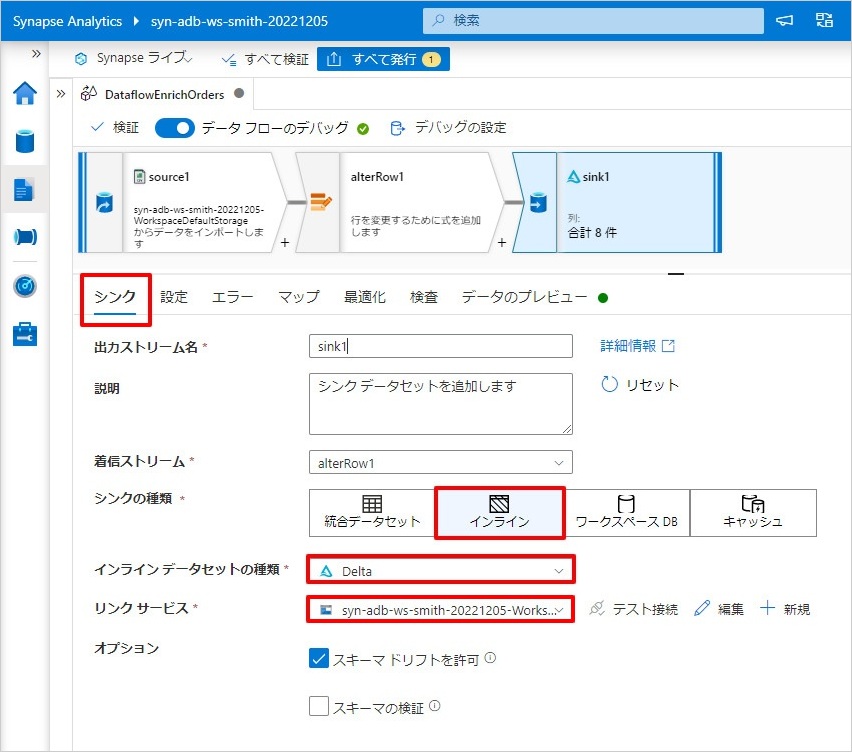 Synapse Analytics
syn-adb-ws-smith-20221205
検索
Synapse ライブ
すべて検証
すべて発行 1
DataflowEnrichOrders
検証
データ フローのデバッグ
デバッグの設定
source1
syn-adb-ws-smith-20221205-
WorkspaceDefaultStorage
からデータをインポートしま
す
+
alterRow1
行を変更するために式を追加
します
+
sink1
列:
合計 8 件
シンク 設定 エラー マップ 最適化 検査 データのプレビュー
出力ストリーム名 *
sink1
詳細情報
説明
シンク データセットを追加します
リセット
着信ストリーム *
alterRow1
シンクの種類 *
統合データセット
インライン
ワークスペース DB
キャッシュ
インライン データセットの種類 *
Delta
リンク サービス *
syn-adb-ws-smith-20221205-Works...
テスト接続
編集
新規
オプション
スキーマ ドリフトを許可
スキーマの検証